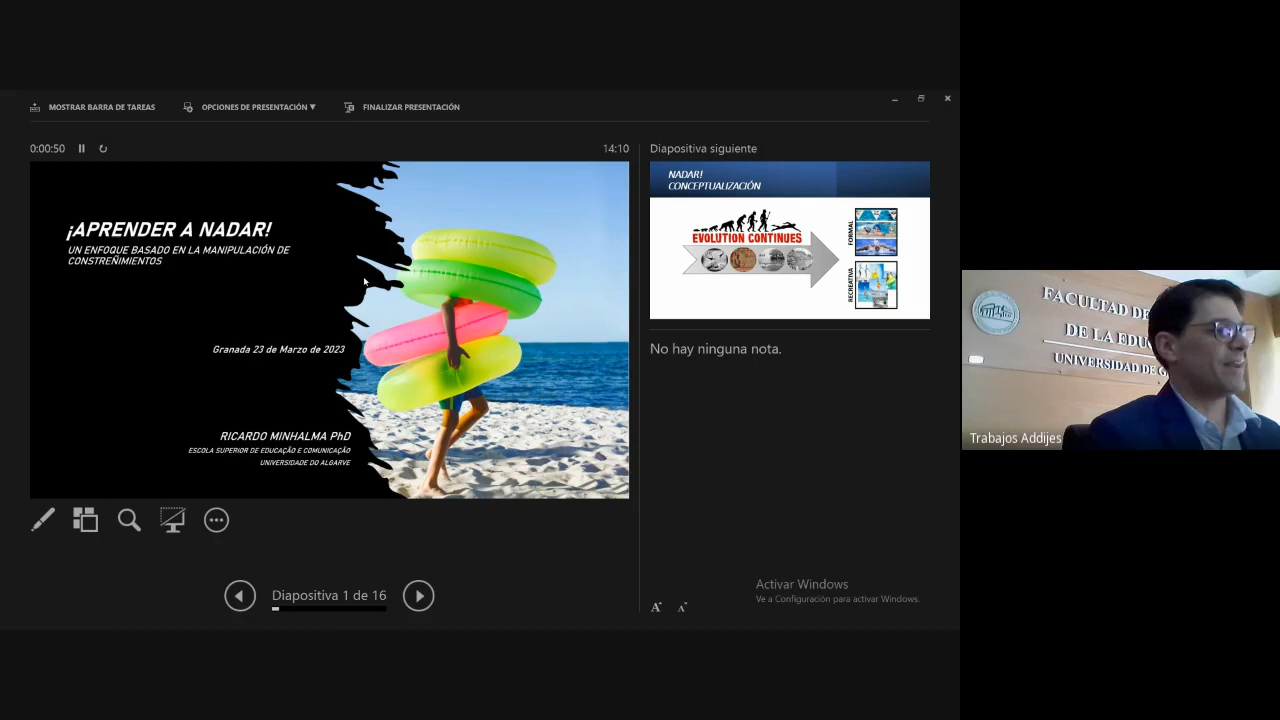 MOSTRAR BARRA DE TAREAS
OPCIONES DE PRESENTACIÓN ▼
FINALIZAR PRESENTACIÓN
0:00:50
14:10
¡APRENDER A NADAR!
UN ENFOQUE BASADO EN LA MANIPULACIÓN DE
CONSTREÑIMIENTOS
Granada 23 de Marzo de 2023
RICARDO MINHALMA PhD
ESCOLA SUPERIOR DE EDUCAÇÃO E COMUNICAÇÃO
UNIVERSIDADE DO ALGARVE
Diapositiva siguiente
NADAR!
CONCEPTUALIZACIÓN
EVOLUTION CONTINUES
FORMAL
RECREATIVA
No hay ninguna nota.
Diapositiva 1 de 16
Activar Windows
Ve a Configuración para activar Windows.
A
A
FACULTAD DE
DE LA EDU
UNIVERSIDAD DE G
Trabajos Addijes